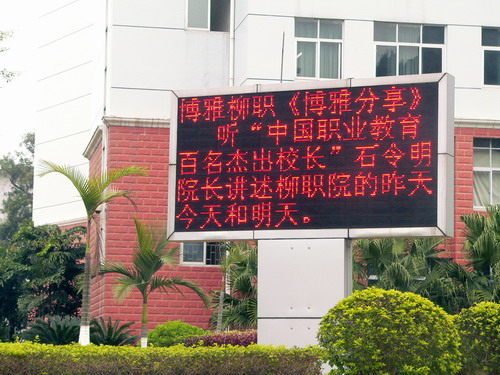 博雅柳职《博雅分享》
听“中国职业教育
百名杰出校长”石令明
院长讲述柳职院的昨天
今天和明天。